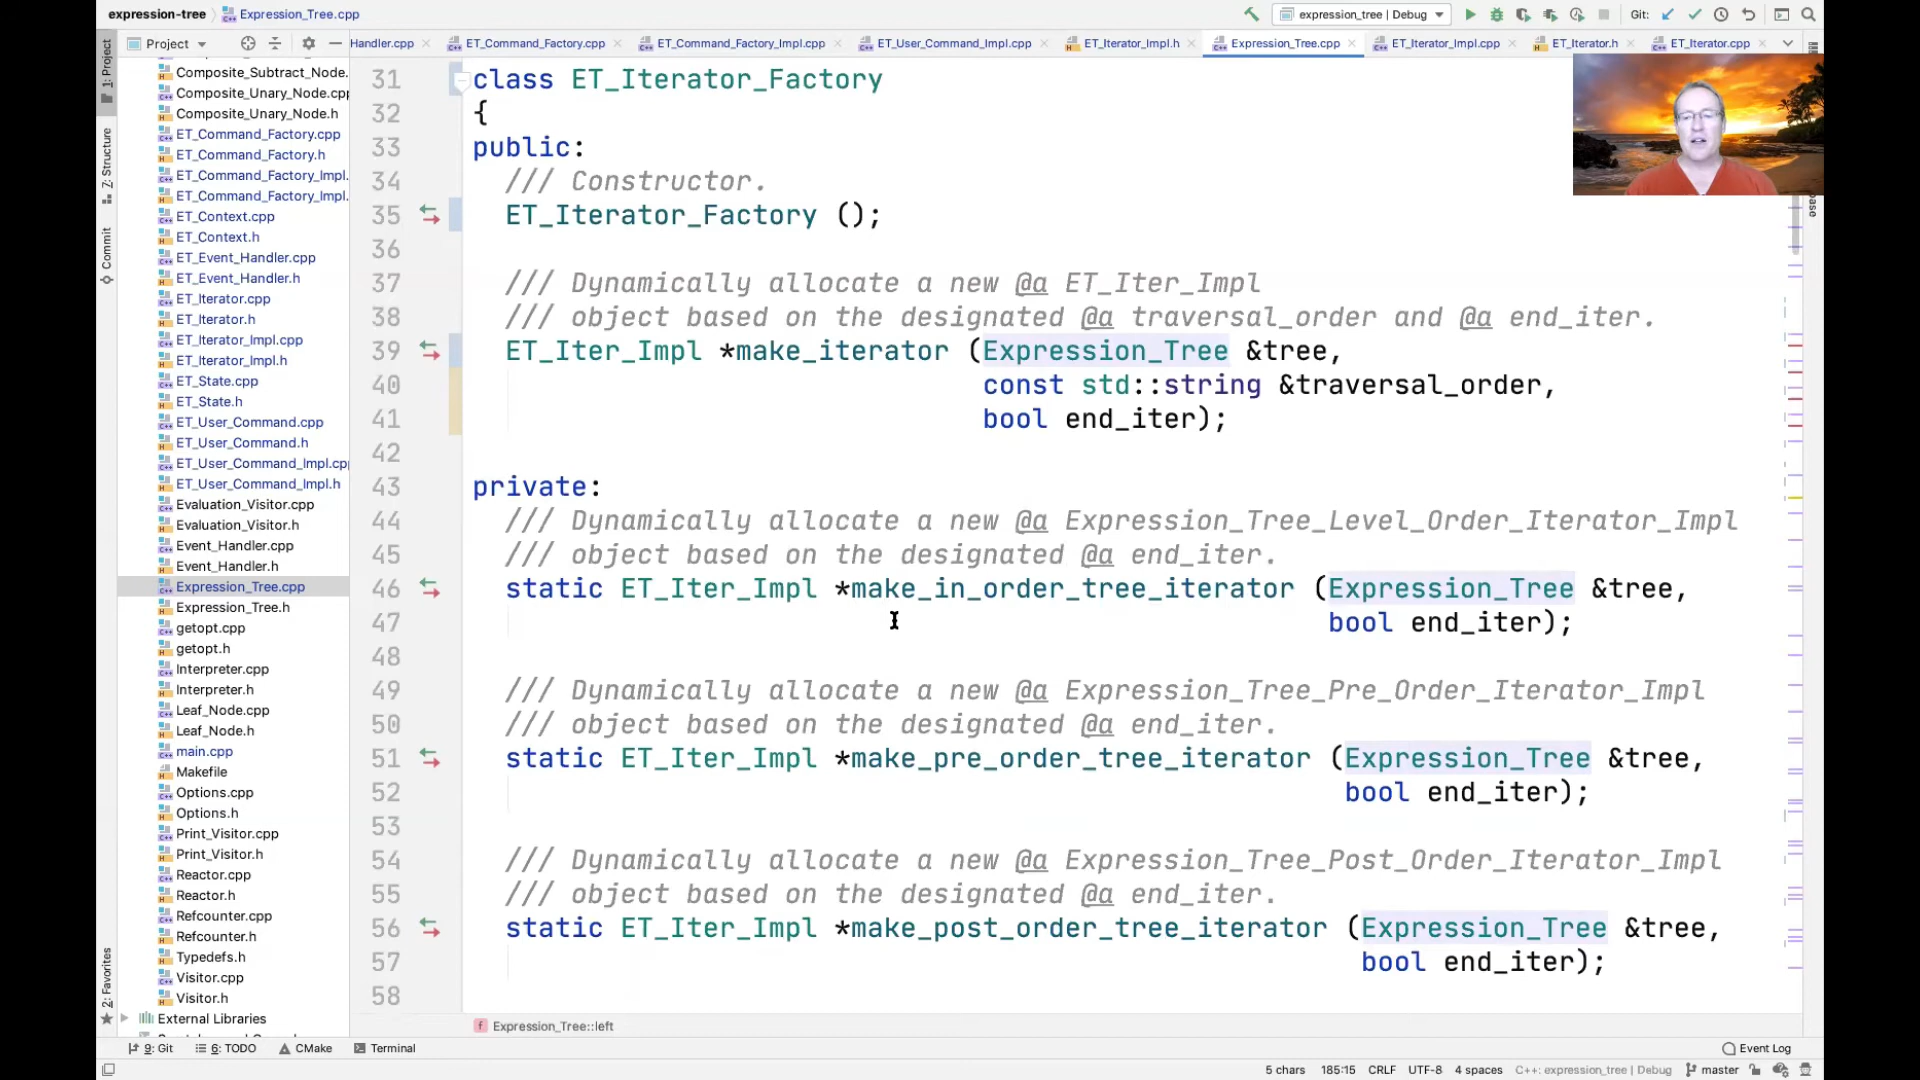 expression-tree Expression_Tree.cpp
expression_tree | Debug
Git:
Project
Handler.cpp
ET_Command_Factory.cpp
ET_Command_Factory_Impl.cpp
ET_User_Command_Impl.cpp
ET_Iterator_Impl.h
Expression_Tree.cpp
ET_Iterator_Impl.cpp
ET_Iterator.h
ET_Iterator.cpp
1: Project
Z: Structure
Commit
2: Favorites
Composite_Subtract_Node.
Composite_Unary_Node.cpp
Composite_Unary_Node.h
ET_Command_Factory.cpp
ET_Command_Factory.h
ET_Command_Factory_Impl.
ET_Command_Factory_Impl.
ET_Context.cpp
ET_Context.h
ET_Event_Handler.cpp
ET_Event_Handler.h
ET_Iterator.cpp
ET_Iterator.h
ET_Iterator_Impl.cpp
ET_Iterator_Impl.h
ET_State.cpp
ET_State.h
ET_User_Command.cpp
ET_User_Command.h
ET_User_Command_Impl.cp
ET_User_Command_Impl.h
Evaluation_Visitor.cpp
Evaluation_Visitor.h
Event_Handler.cpp
Event_Handler.h
Expression_Tree.cpp
Expression_Tree.h
getopt.cpp
getopt.h
Interpreter.cpp
Interpreter.h
Leaf_Node.cpp
Leaf_Node.h
main.cpp
Makefile
Options.cpp
Options.h
Print_Visitor.cpp
Print_Visitor.h
Reactor.cpp
Reactor.h
Refcounter.cpp
Refcounter.h
Typedefs.h
Visitor.cpp
Visitor.h
External Libraries
31 class ET_Iterator_Factory
32 {
33 public:
34 /// Constructor.
35 ET_Iterator_Factory ();
36
37 /// Dynamically allocate a new @a ET_Iter_Impl
38 /// object based on the designated @a traversal_order and @a end_iter.
39 ET_Iter_Impl *make_iterator (Expression_Tree &tree,
40 const std::string &traversal_order,
41 bool end_iter);
42
43 private:
44 /// Dynamically allocate a new @a Expression_Tree_Level_Order_Iterator_Impl
45 /// object based on the designated @a end_iter.
46 static ET_Iter_Impl *make_in_order_tree_iterator (Expression_Tree &tree,
47 bool end_iter);
48
49 /// Dynamically allocate a new @a Expression_Tree_Pre_Order_Iterator_Impl
50 /// object based on the designated @a end_iter.
51 static ET_Iter_Impl *make_pre_order_tree_iterator (Expression_Tree &tree,
52 bool end_iter);
53
54 /// Dynamically allocate a new @a Expression_Tree_Post_Order_Iterator_Impl
55 /// object based on the designated @a end_iter.
56 static ET_Iter_Impl *make_post_order_tree_iterator (Expression_Tree &tree,
57 bool end_iter);
58
f Expression_Tree::left
9: Git 6: TODO CMake Terminal Event Log
5 chars 185:15 CRLF UTF-8 4 spaces C++: expression_tree | Debug master